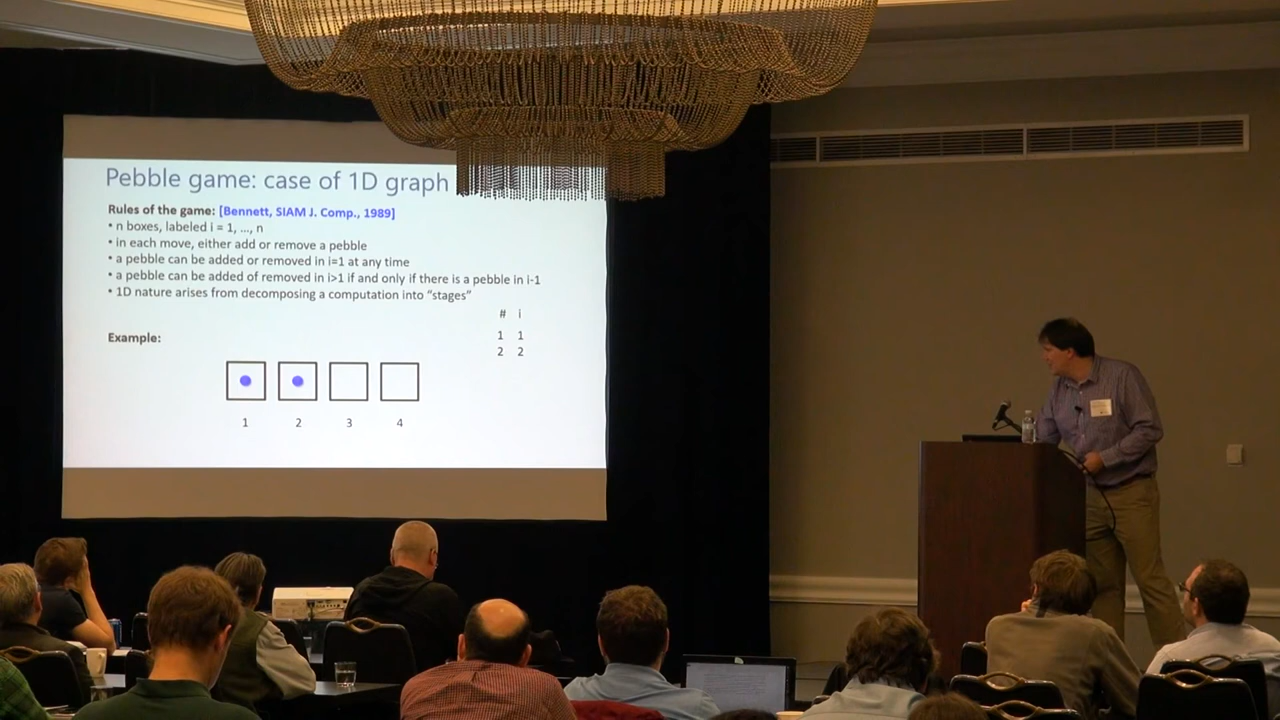 Pebble game: case of 1D graph
Rules of the game: [Bennett, SIAM J. Comp., 1989]
• n boxes, labeled i = 1, ..., n
• in each move, either add or remove a pebble
• a pebble can be added or removed in i=1 at any time
• a pebble can be added of removed in i>1 if and only if there is a pebble in i-1
• 1D nature arises from decomposing a computation into “stages”
# i
1 1
2 2
Example:
1 2 3 4